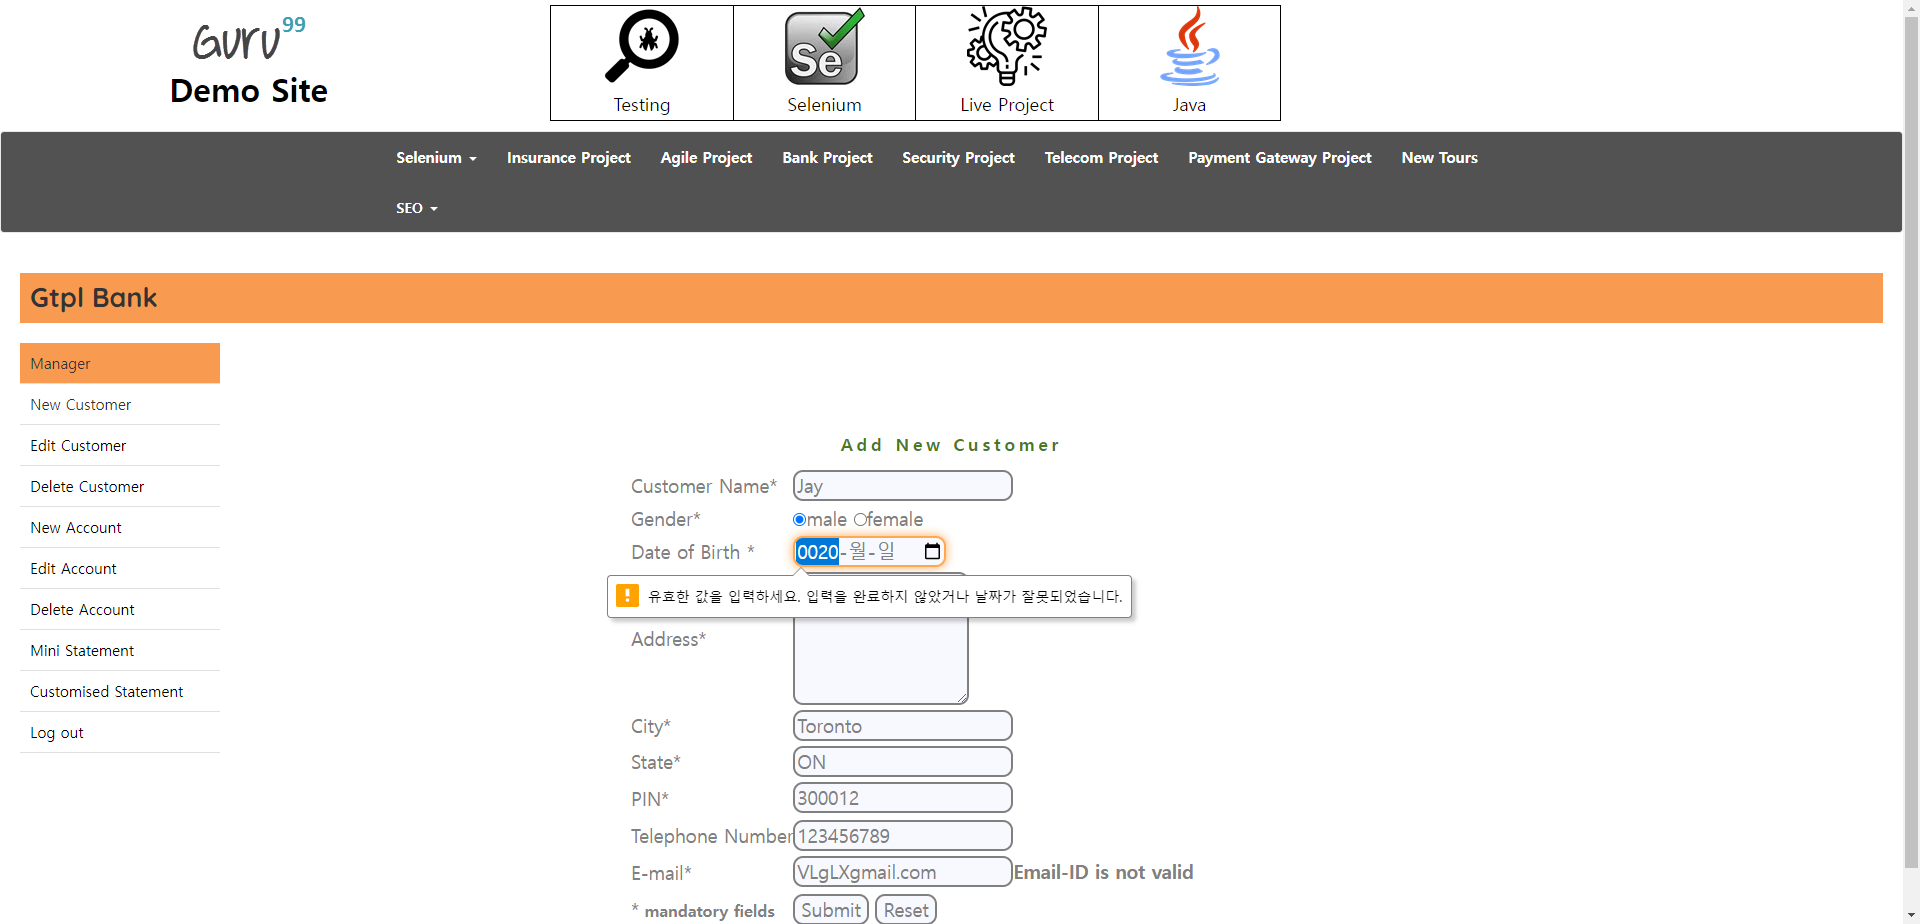 Guru99
Demo Site
Testing
Se
Selenium
Live Project
Java
Selenium Insurance Project Agile Project Bank Project Security Project Telecom Project Payment Gateway Project New Tours
SEO
Gtpl Bank
Manager
New Customer
Edit Customer
Delete Customer
New Account
Edit Account
Delete Account
Mini Statement
Customised Statement
Log out
Add New Customer
Customer Name* Jay
Gender* male female
Date of Birth * 0020-월-일
유효한 값을 입력하세요. 입력을 완료하지 않았거나 날짜가 잘못되었습니다.
Address*
City* Toronto
State* ON
PIN* 300012
Telephone Number 123456789
E-mail* VLgLXgmail.com Email-ID is not valid
* mandatory fields Submit Reset